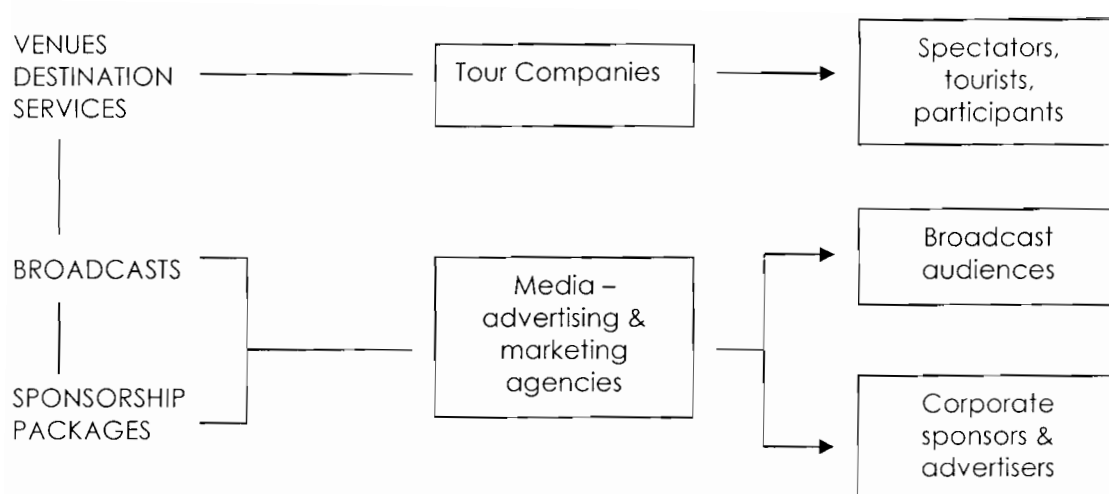 VENUES
DESTINATION
SERVICES
Tour Companies
Spectators,
tourists,
participants
BROADCASTS
Media –
advertising &
marketing
agencies
Broadcast
audiences
SPONSORSHIP
PACKAGES
Corporate
sponsors &
advertisers